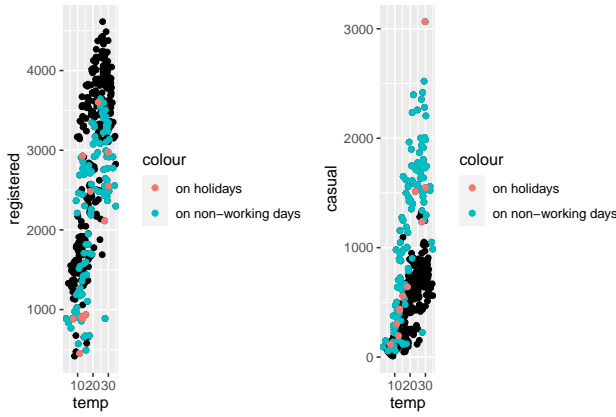 registered
4000
3000
2000
1000
102030
temp
colour
on holidays
on non−working days
casual
3000
2000
1000
0
102030
temp
colour
on holidays
on non−working days